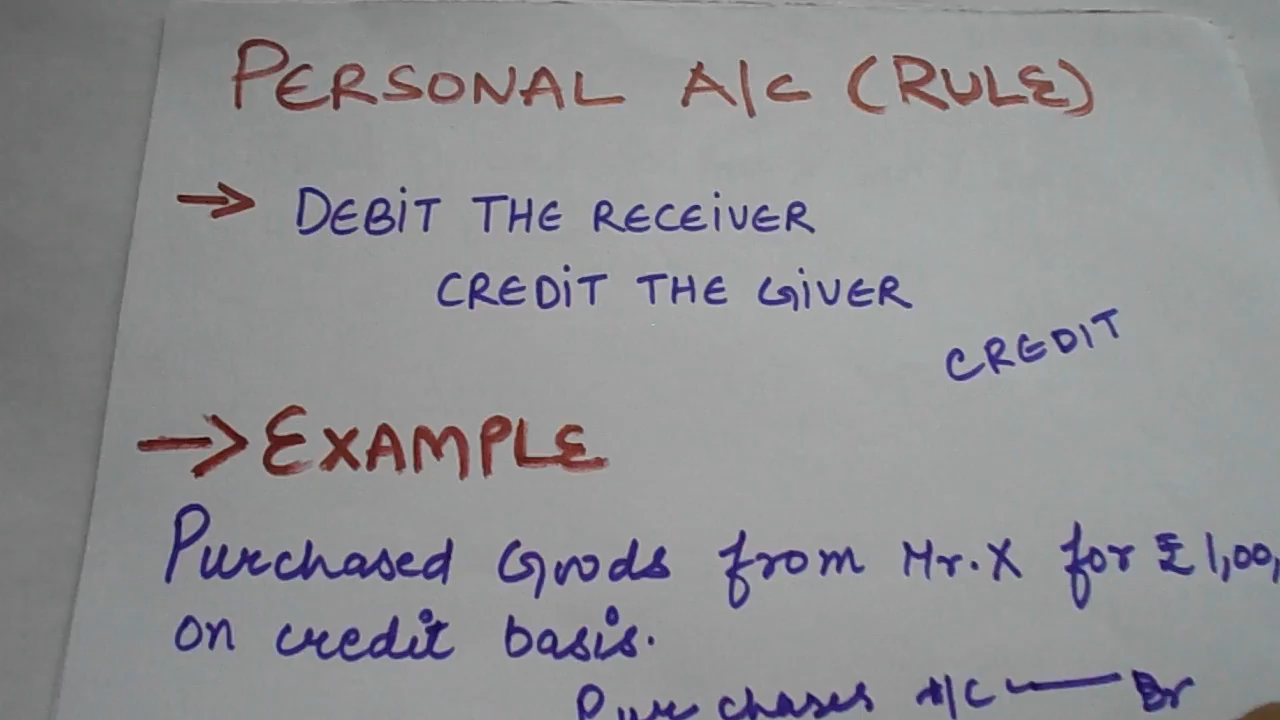 PERSONAL A/C (RULE)
→ DEBIT THE RECEIVER
CREDIT THE GIVER
CREDIT
→ EXAMPLE
Purchased Goods from Mr. X for ₹ 1,00,
on credit basis.
Purchases A/C — Dr